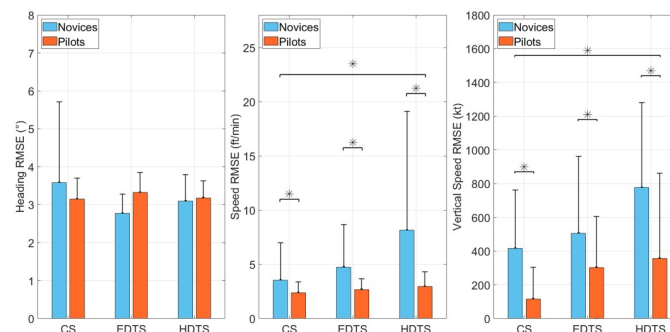 Novices
Pilots
Heading RMSE (°)
8
7
6
5
4
3
2
1
0
CS
EDTS
HDTS
Novices
Pilots
Speed RMSE (ft/min)
25
20
15
10
5
0
CS
EDTS
HDTS
Novices
Pilots
Vertical Speed RMSE (kt)
1800
1600
1400
1200
1000
800
600
400
200
0
CS
EDTS
HDTS